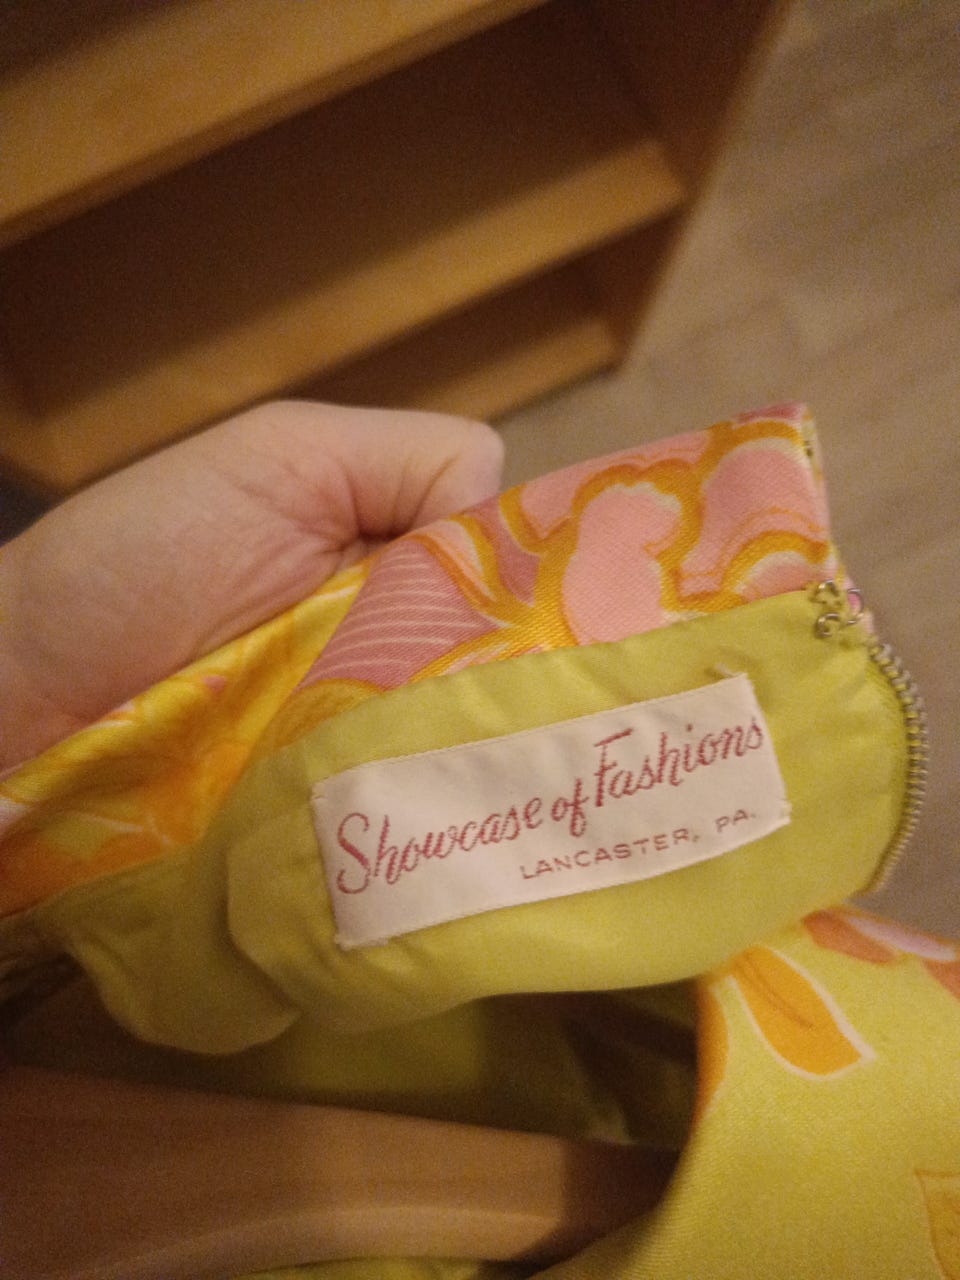 Showcase of Fashions
LANCASTER, PA.